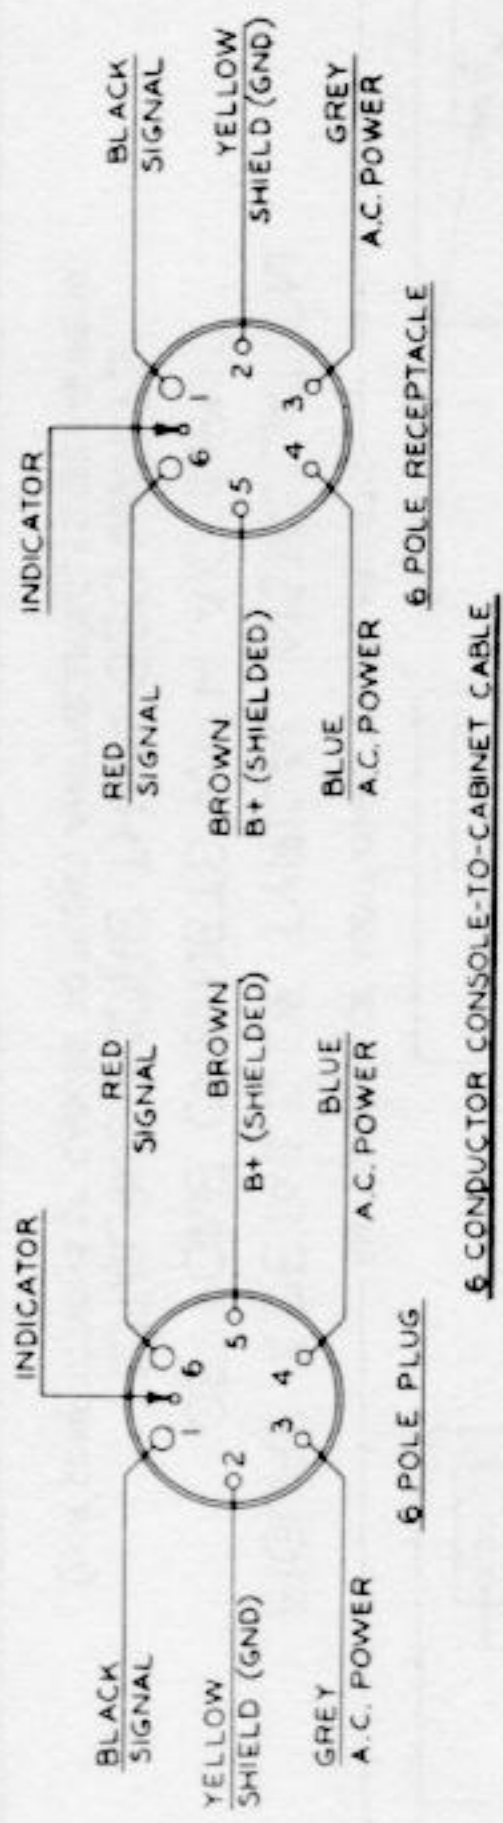 INDICATOR
BLACK
SIGNAL
RED
SIGNAL
1
6
YELLOW
SHIELD (GND)
2
5
BROWN
B+ (SHIELDED)
3
4
GREY
A.C. POWER
BLUE
A.C. POWER
6 POLE PLUG
INDICATOR
RED
SIGNAL
BLACK
SIGNAL
6
1
BROWN
B+ (SHIELDED)
5
2
YELLOW
SHIELD (GND)
4
3
BLUE
A.C. POWER
GREY
A.C. POWER
6 POLE RECEPTACLE
6 CONDUCTOR CONSOLE-TO-CABINET CABLE